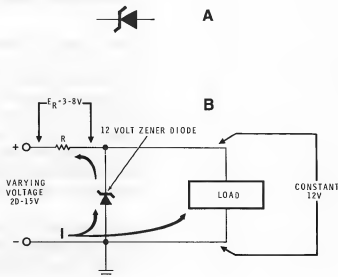 A
B
E_R-3-8V
R
12 VOLT ZENER DIODE
+
VARYING
VOLTAGE
20-15V
LOAD
CONSTANT
12V
I
-